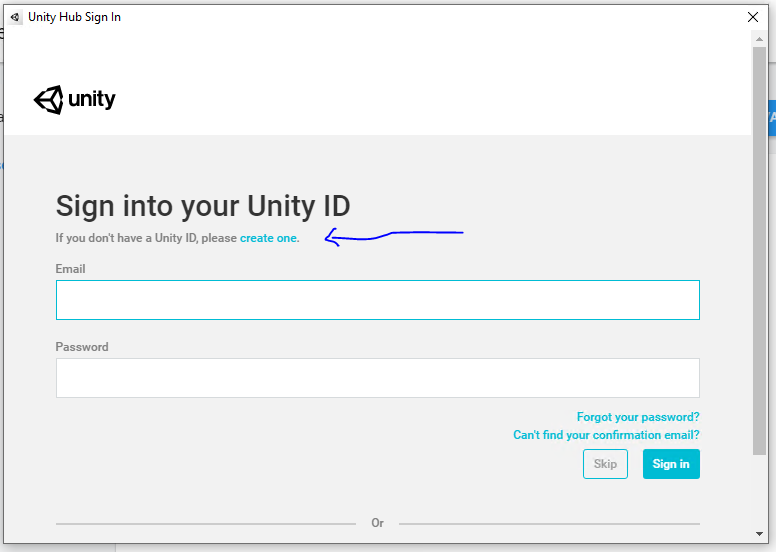 Unity Hub Sign In
unity
Sign into your Unity ID
If you don't have a Unity ID, please create one.
Email
Password
Forgot your password?
Can't find your confirmation email?
Skip
Sign in
Or